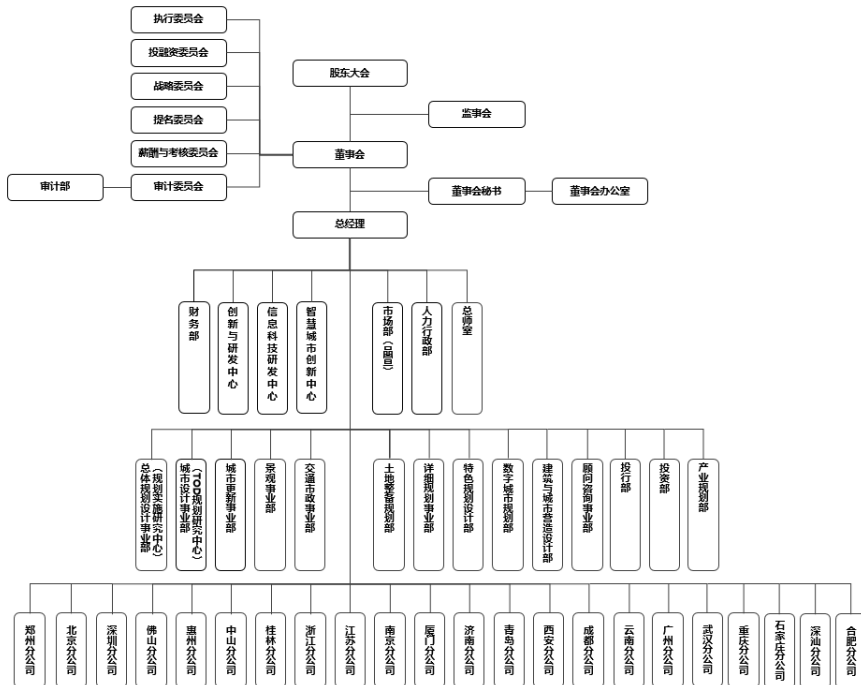 执行委员会
投融资委员会
战略委员会
提名委员会
薪酬与考核委员会
审计委员会
审计部
股东大会
监事会
董事会
董事会秘书
董事会办公室
总经理
财务部
创新与研发中心
信息科技研发中心
智慧城市创新中心
市场部（品宣）
人力行政部
总师室
总体规划设计事业部
（规划实施研究中心）
城市设计事业部
（TOD规划研究中心）
城市更新事业部
景观事业部
交通市政事业部
土地整备规划部
详细规划事业部
特色规划设计部
数字城市规划部
建筑与城市营造设计部
顾问咨询事业部
投行部
投资部
产业规划部
郑州分公司
北京分公司
深圳分公司
佛山分公司
惠州分公司
中山分公司
桂林分公司
浙江分公司
江苏分公司
南京分公司
厦门分公司
济南分公司
青岛分公司
西安分公司
成都分公司
云南分公司
广州分公司
武汉分公司
重庆分公司
石家庄分公司
深汕分公司
合肥分公司